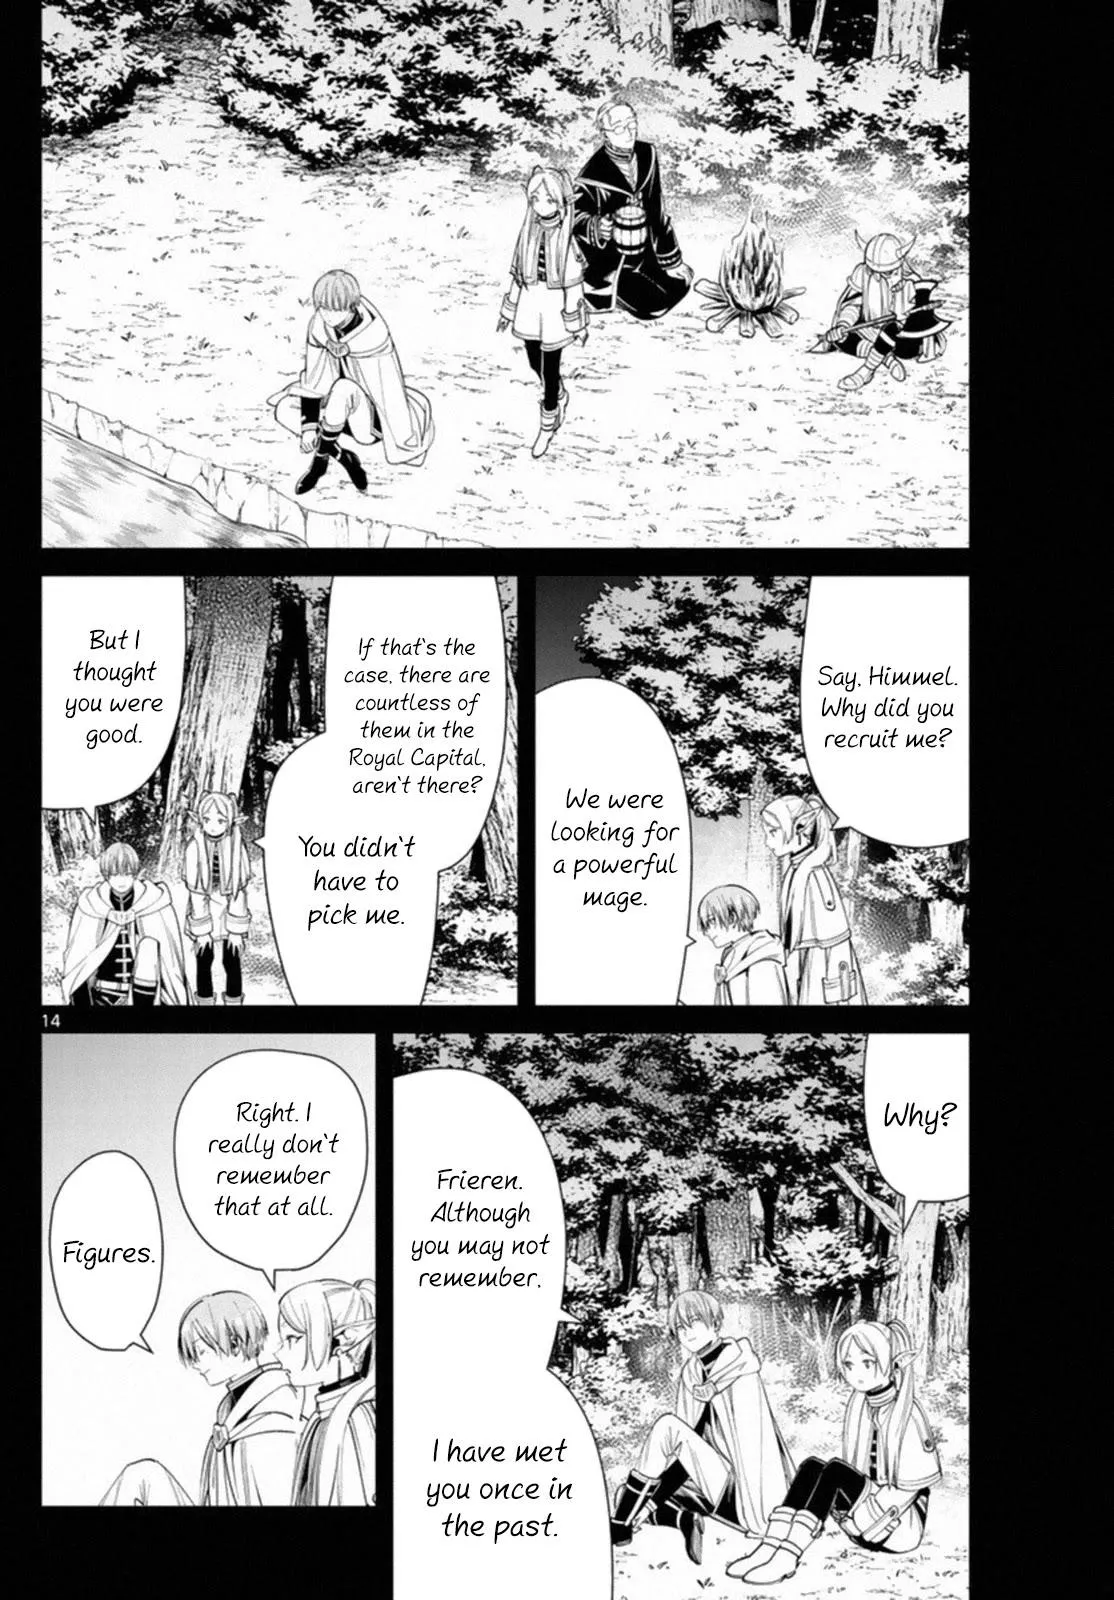 Say, Himmel.
Why did you
recruit me?
We were
looking for
a powerful
mage.
If that's the
case, there are
countless of
them in the
Royal Capital,
aren't there?
You didn't
have to
pick me.
But I
thought
you were
good.
14
Why?
Frieren.
Although
you may not
remember,
I have met
you once in
the past.
Right. I
really don't
remember
that at all.
Figures.